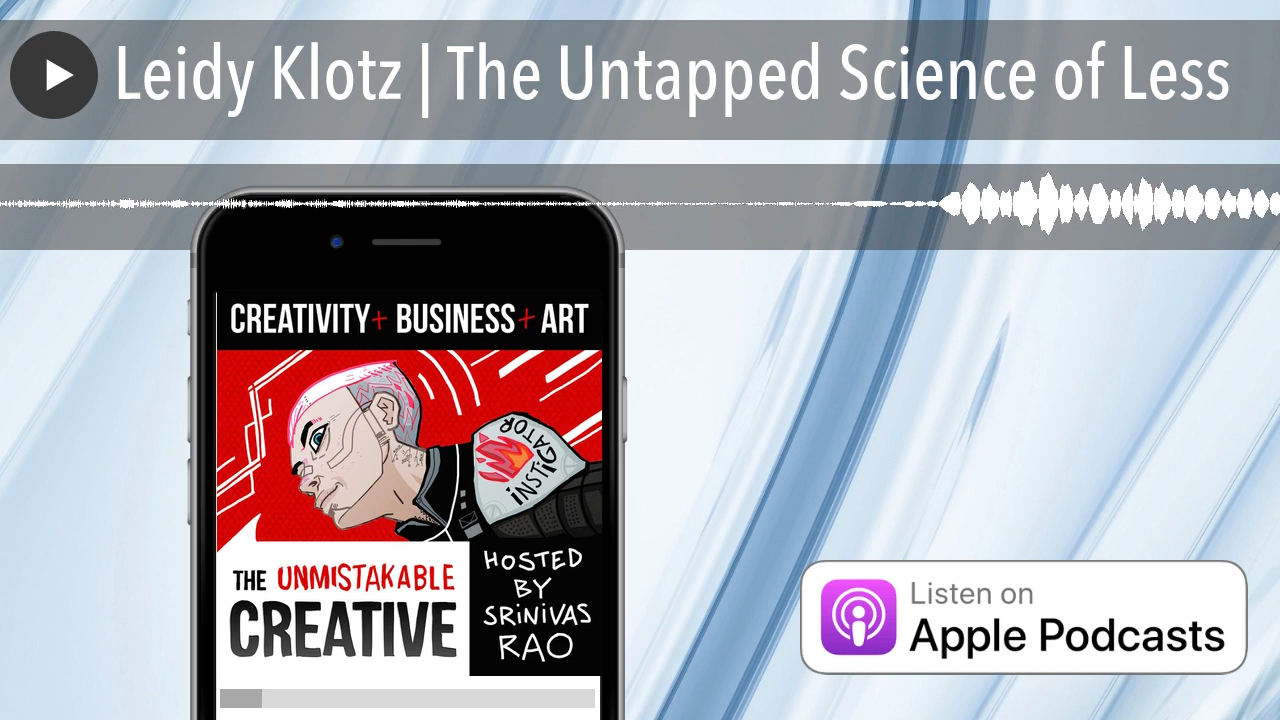 Leidy Klotz | The Untapped Science of Less
CREATIVITY+ BUSINESS+ ART
INSTIGATOR
THE UNMISTAKABLE
CREATIVE
HOSTED
BY
SRINIVAS
RAO
Listen on
Apple Podcasts